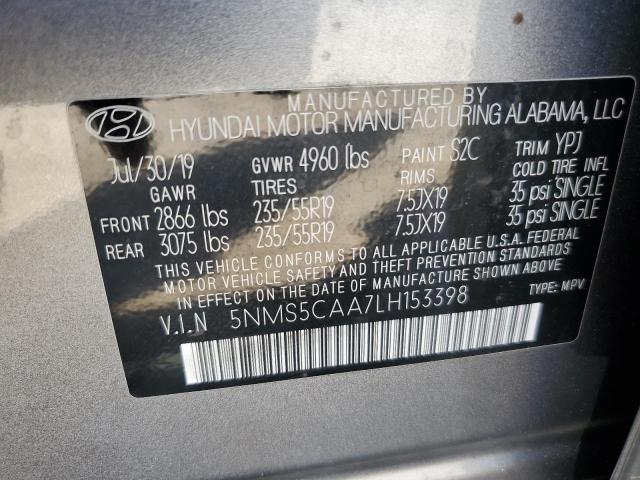 MANUFACTURED BY
HYUNDAI MOTOR MANUFACTURING ALABAMA, LLC
Jul/30/19 GVWR 4960 lbs PAINT S2C TRIM YPJ
GAWR TIRES RIMS COLD TIRE INFL
FRONT 2866 lbs 235/55R19 7.5JX19 35 psi SINGLE
REAR 3075 lbs 235/55R19 7.5JX19 35 psi SINGLE
THIS VEHICLE CONFORMS TO ALL APPLICABLE U.S.A. FEDERAL
MOTOR VEHICLE SAFETY AND THEFT PREVENTION STANDARDS
IN EFFECT ON THE DATE OF MANUFACTURE SHOWN ABOVE.
V.I.N 5NMS5CAA7LH153398 TYPE: MPV